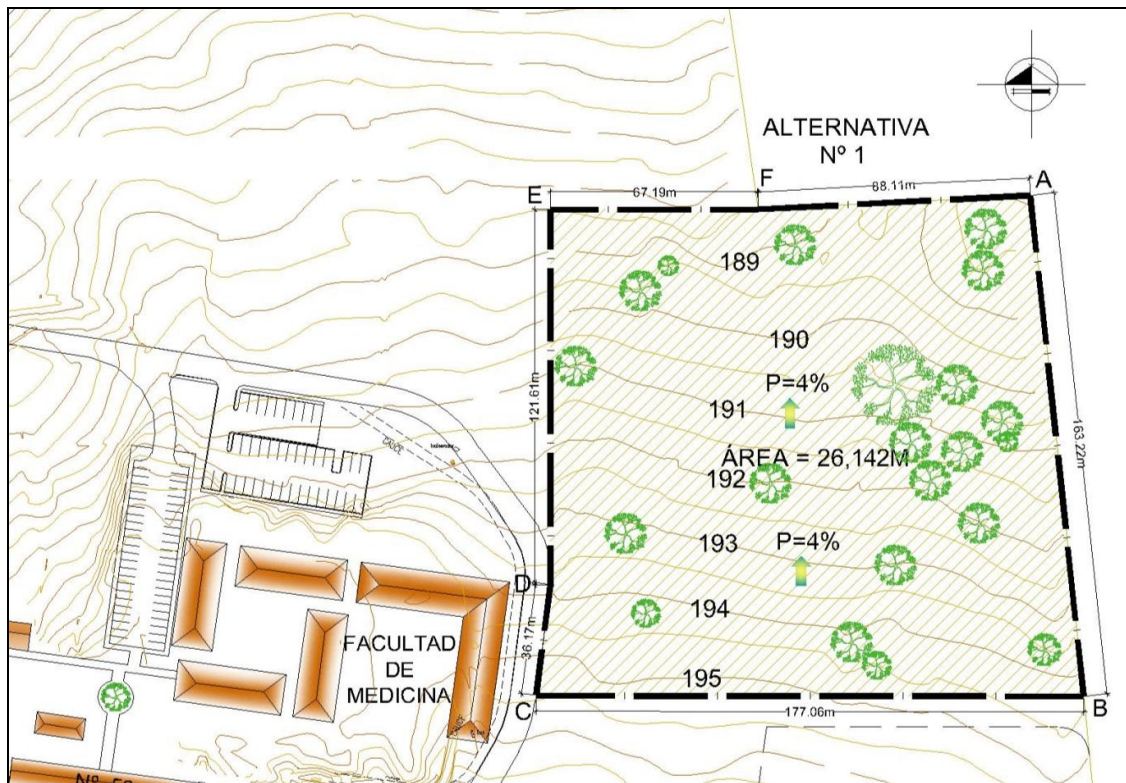 ALTERNATIVA
Nº 1
E
67.19m
F
88.11m
A
189
190
P=4%
191
121.61m
163.22m
ÁREA = 26,142M
192
CAUCE
193
P=4%
D
194
FACULTAD
DE
MEDICINA
36.17m
195
C
177.06m
B